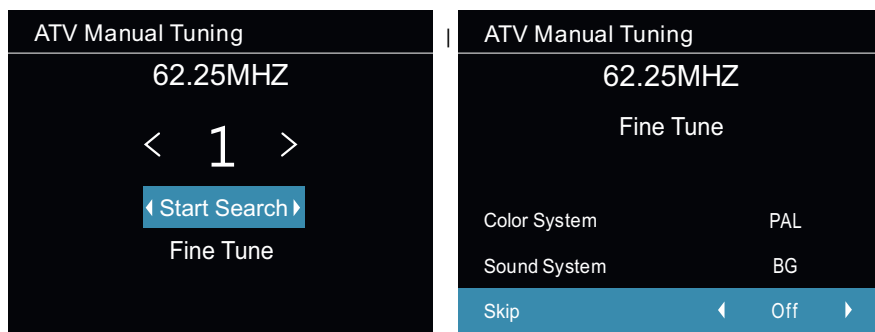 ATV Manual Tuning
62.25MHZ
< 1 >
Start Search
Fine Tune
ATV Manual Tuning
62.25MHZ
Fine Tune
Color System PAL
Sound System BG
Skip Off